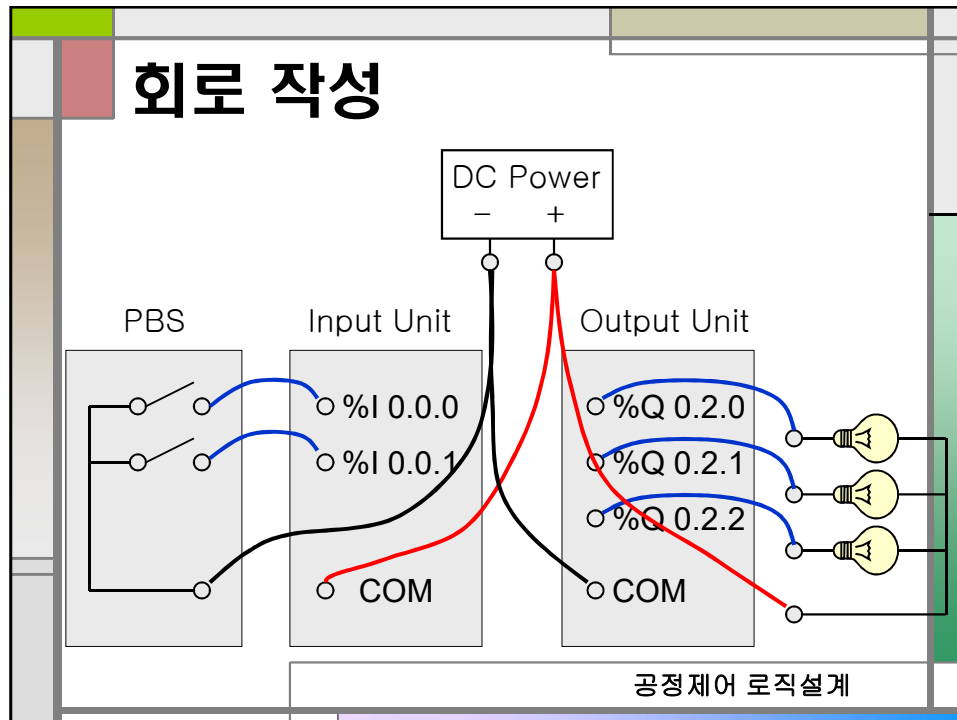 회로 작성
DC Power
− +
PBS
Input Unit
Output Unit
%I 0.0.0
%I 0.0.1
COM
%Q 0.2.0
%Q 0.2.1
%Q 0.2.2
COM
공정제어 로직설계